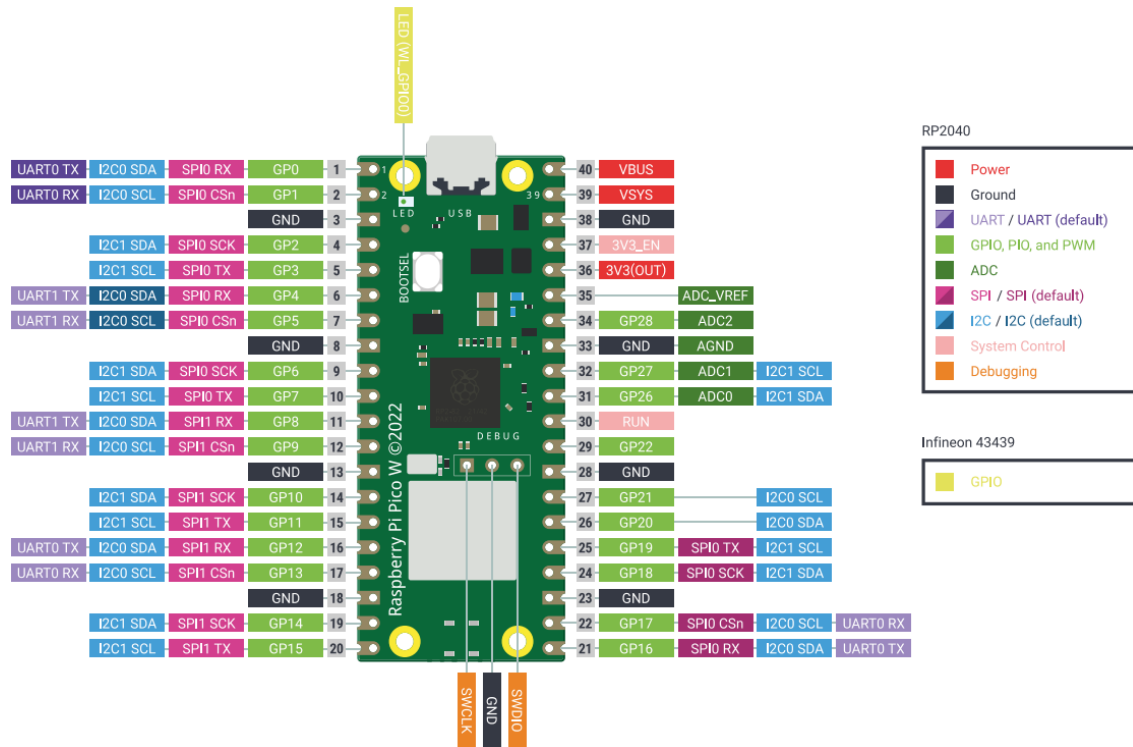 LED (WL_GPIO0)
UART0 TX I2C0 SDA SPI0 RX GP0 1 1 40 VBUS
UART0 RX I2C0 SCL SPI0 CSn GP1 2 2 39 39 VSYS
LED USB
GND 3 38 GND
I2C1 SDA SPI0 SCK GP2 4 37 3V3_EN
I2C1 SCL SPI0 TX GP3 5 36 3V3(OUT)
BOOTSEL
UART1 TX I2C0 SDA SPI0 RX GP4 6 35 ADC_VREF
UART1 RX I2C0 SCL SPI0 CSn GP5 7 34 GP28 ADC2
GND 8 33 GND AGND
I2C1 SDA SPI0 SCK GP6 9 32 GP27 ADC1 I2C1 SCL
I2C1 SCL SPI0 TX GP7 10 31 GP26 ADC0 I2C1 SDA
UART1 TX I2C0 SDA SPI1 RX GP8 11 30 RUN
DEBUG
UART1 RX I2C0 SCL SPI1 CSn GP9 12 29 GP22
GND 13 28 GND
I2C1 SDA SPI1 SCK GP10 14 27 GP21 I2C0 SCL
I2C1 SCL SPI1 TX GP11 15 26 GP20 I2C0 SDA
UART0 TX I2C0 SDA SPI1 RX GP12 16 25 GP19 SPI0 TX I2C1 SCL
UART0 RX I2C0 SCL SPI1 CSn GP13 17 24 GP18 SPI0 SCK I2C1 SDA
GND 18 23 GND
I2C1 SDA SPI1 SCK GP14 19 22 GP17 SPI0 CSn I2C0 SCL UART0 RX
I2C1 SCL SPI1 TX GP15 20 21 GP16 SPI0 RX I2C0 SDA UART0 TX
Raspberry Pi Pico W ©2022
SWCLK
GND
SWDIO
RP2040
Power
Ground
UART / UART (default)
GPIO, PIO, and PWM
ADC
SPI / SPI (default)
I2C / I2C (default)
System Control
Debugging
Infineon 43439
GPIO